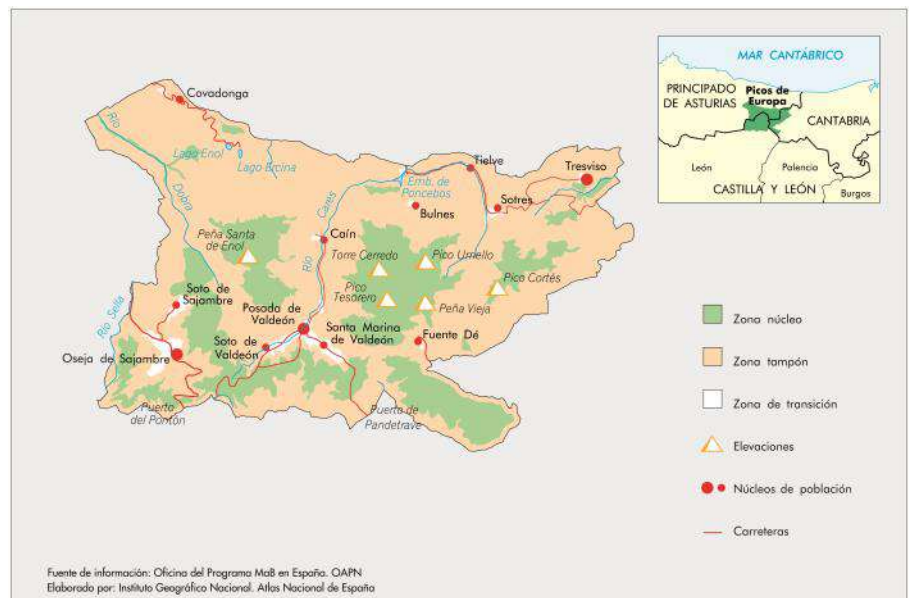 MAR CANTÁBRICO
PRINCIPADO
DE ASTURIAS
Picos de
Europa
CANTABRIA
León
Palencia
CASTILLA Y LEÓN
Burgos
Covadonga
Río
Dobra
Lago Enol
Lago Ercina
Río
Cares
Emb. de
Poncebos
Tielve
Tresviso
Sotres
Bulnes
Caín
Peña Santa
de Enol
Torre Cerredo
Pico Urriello
Pico
Tesorero
Peña Vieja
Pico Cortés
Río Sella
Soto de
Sajambre
Posada de
Valdeón
Soto de
Valdeón
Santa Marina
de Valdeón
Fuente Dé
Oseja de Sajambre
Puerto
del Pontón
Puerto de
Pandetrave
Zona núcleo
Zona tampón
Zona de transición
Elevaciones
Núcleos de población
Carreteras
Fuente de información: Oficina del Programa MaB en España. OAPN
Elaborado por: Instituto Geográfico Nacional. Atlas Nacional de España